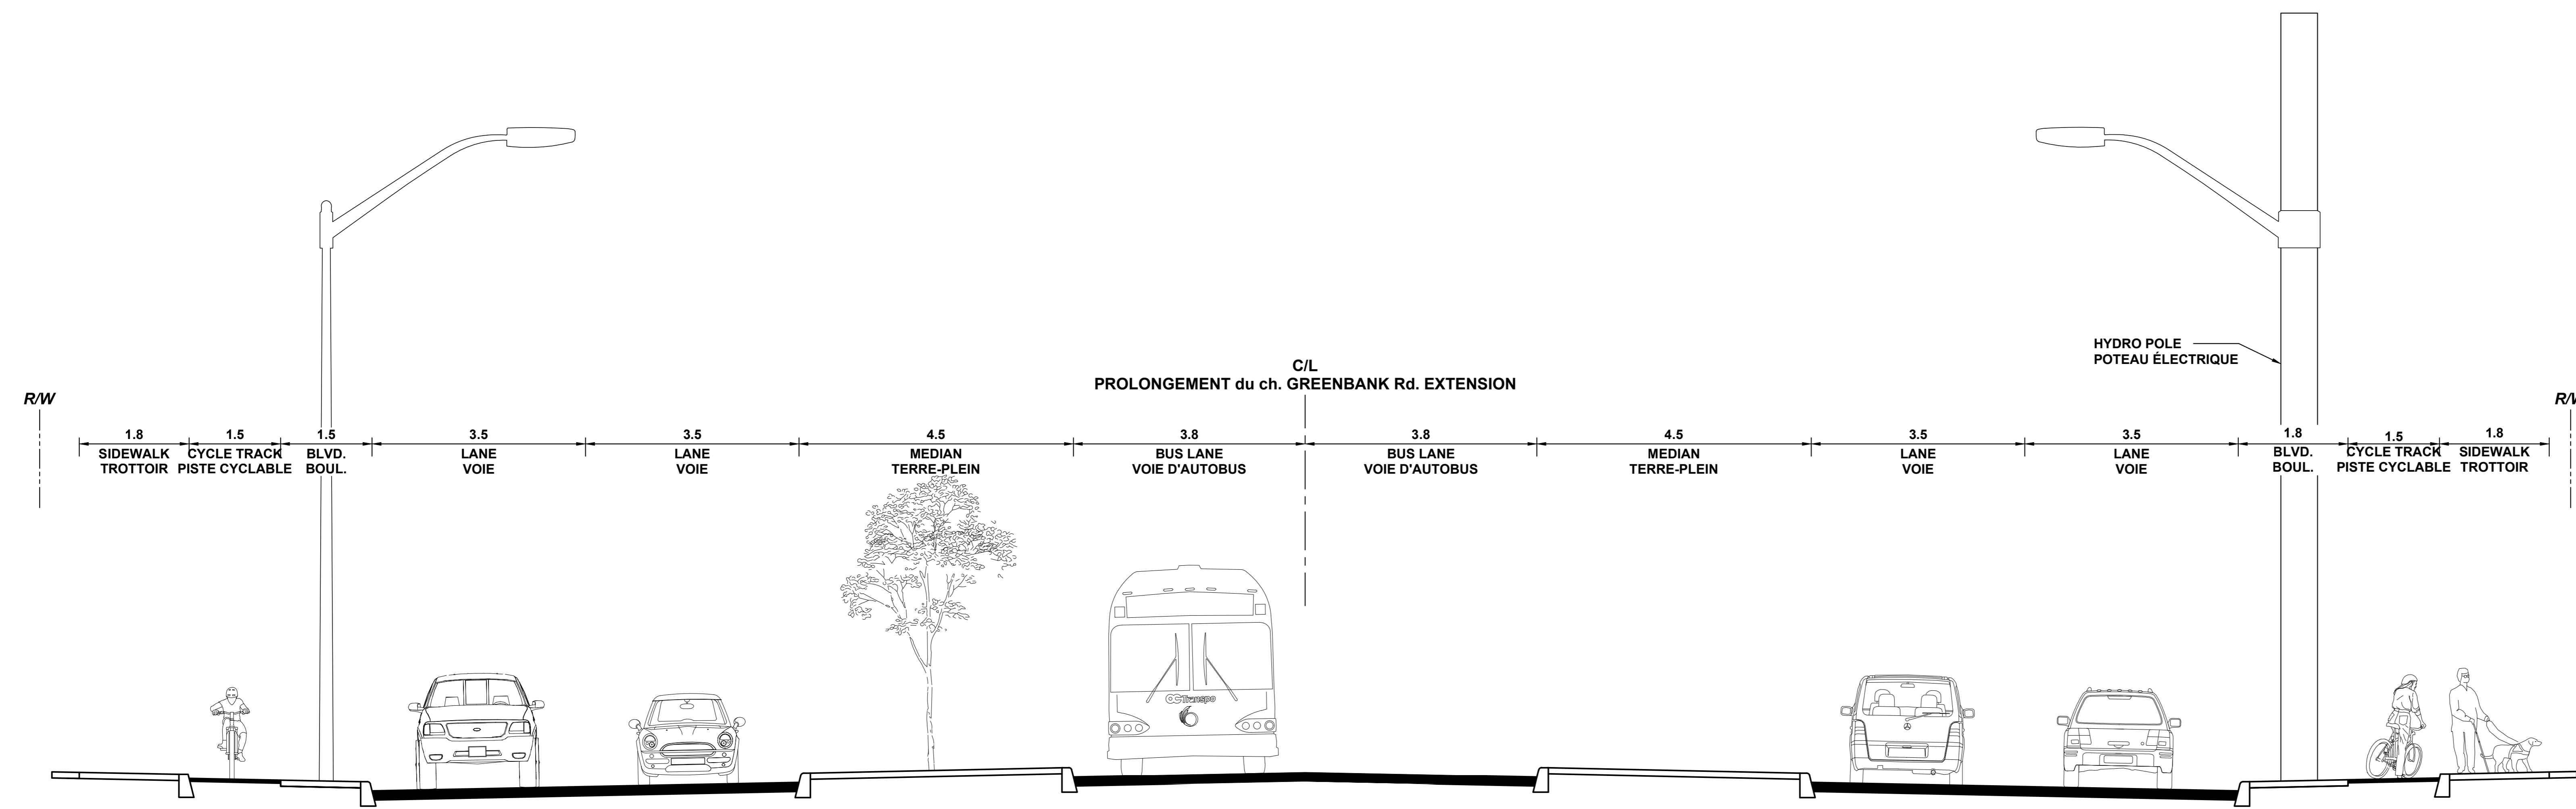 HYDRO POLE
POTEAU ÉLECTRIQUE
C/L
PROLONGEMENT du ch. GREENBANK Rd. EXTENSION
R/W
1.8
SIDEWALK
TROTTOIR
1.5
CYCLE TRACK
PISTE CYCLABLE
1.5
BLVD.
BOUL.
3.5
LANE
VOIE
3.5
LANE
VOIE
4.5
MEDIAN
TERRE-PLEIN
3.8
BUS LANE
VOIE D'AUTOBUS
3.8
BUS LANE
VOIE D'AUTOBUS
4.5
MEDIAN
TERRE-PLEIN
3.5
LANE
VOIE
3.5
LANE
VOIE
1.8
BLVD.
BOUL.
1.5
CYCLE TRACK
PISTE CYCLABLE
1.8
SIDEWALK
TROTTOIR
R/W
OC Transpo